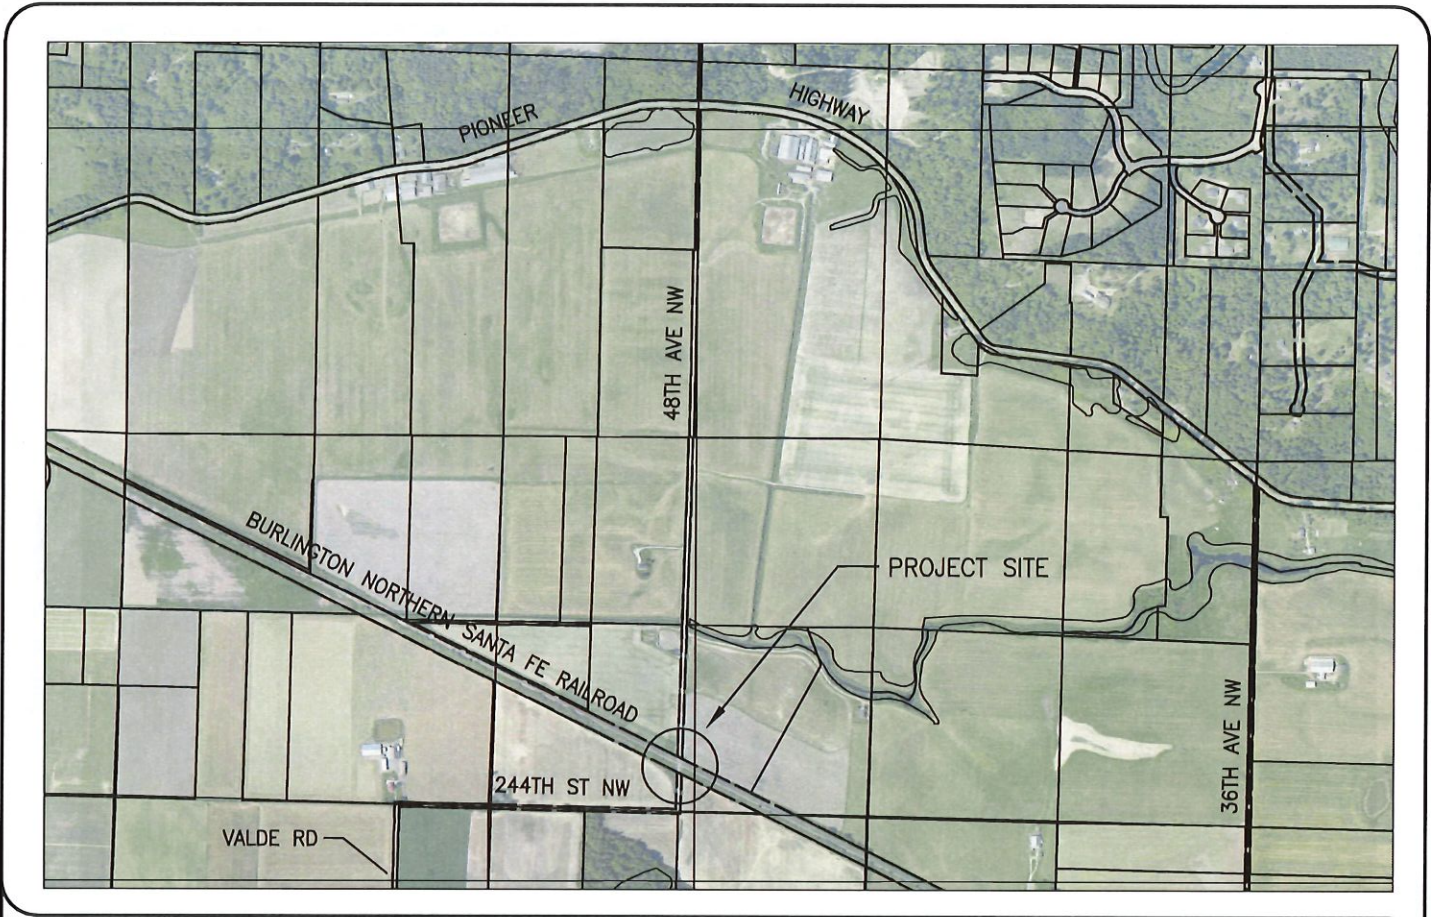 PIONEER
HIGHWAY
48TH AVE NW
BURLINGTON NORTHERN SANTA FE RAILROAD
PROJECT SITE
36TH AVE NW
244TH ST NW
VALDE RD